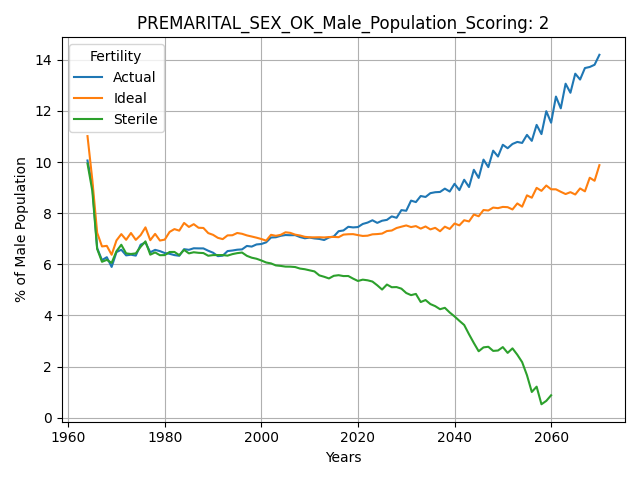 PREMARITAL_SEX_OK_Male_Population_Scoring: 2
Fertility
Actual
Ideal
Sterile
% of Male Population
14
12
10
8
6
4
2
0
1960
1980
2000
2020
2040
2060
Years